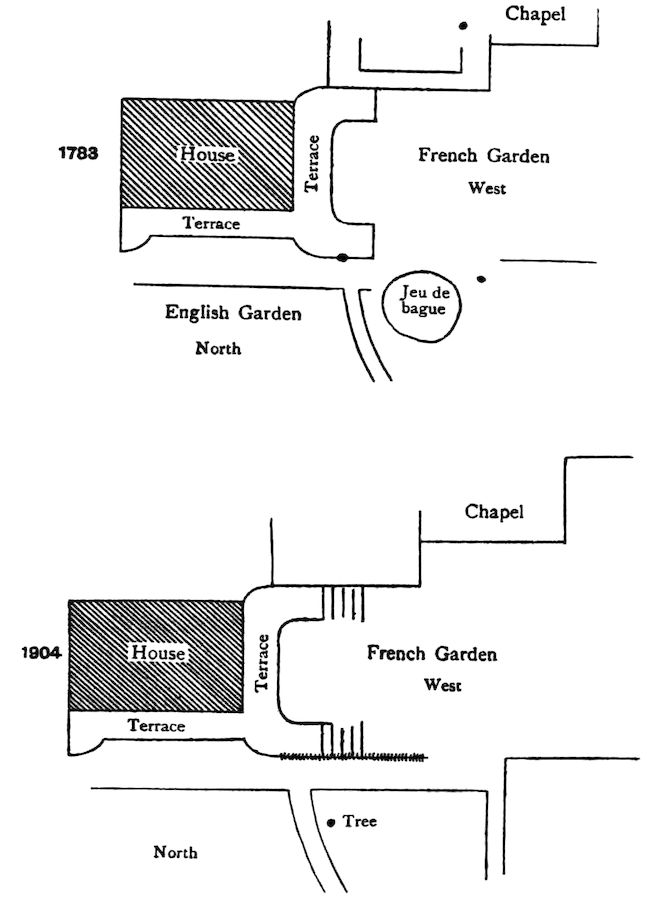 Chapel
1783
House
Terrace
French Garden
West
Terrace
Jeu de
bague
English Garden
North
Chapel
1904
House
Terrace
French Garden
West
Terrace
Tree
North